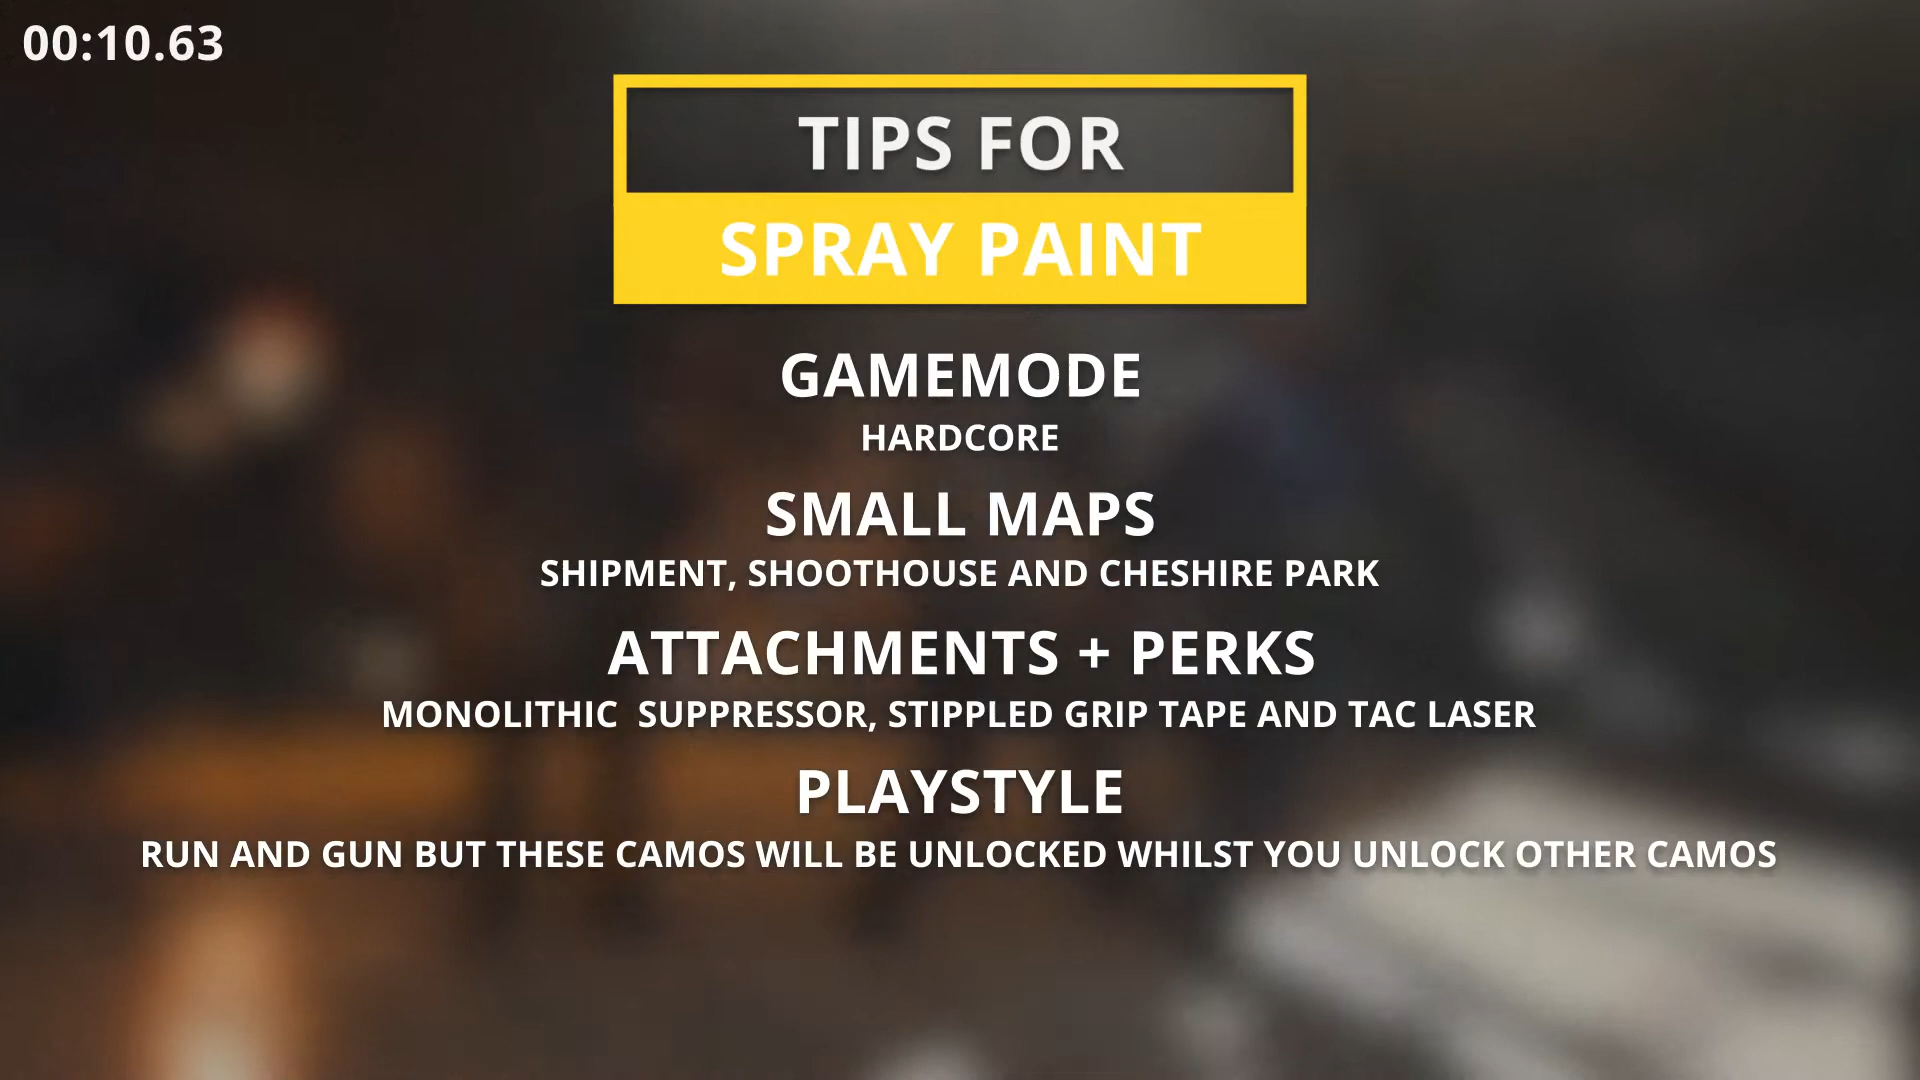 00:10.63
TIPS FOR
SPRAY PAINT
GAMEMODE
HARDCORE
SMALL MAPS
SHIPMENT, SHOOTHOUSE AND CHESHIRE PARK
ATTACHMENTS + PERKS
MONOLITHIC  SUPPRESSOR, STIPPLED GRIP TAPE AND TAC LASER
PLAYSTYLE
RUN AND GUN BUT THESE CAMOS WILL BE UNLOCKED WHILST YOU UNLOCK OTHER CAMOS